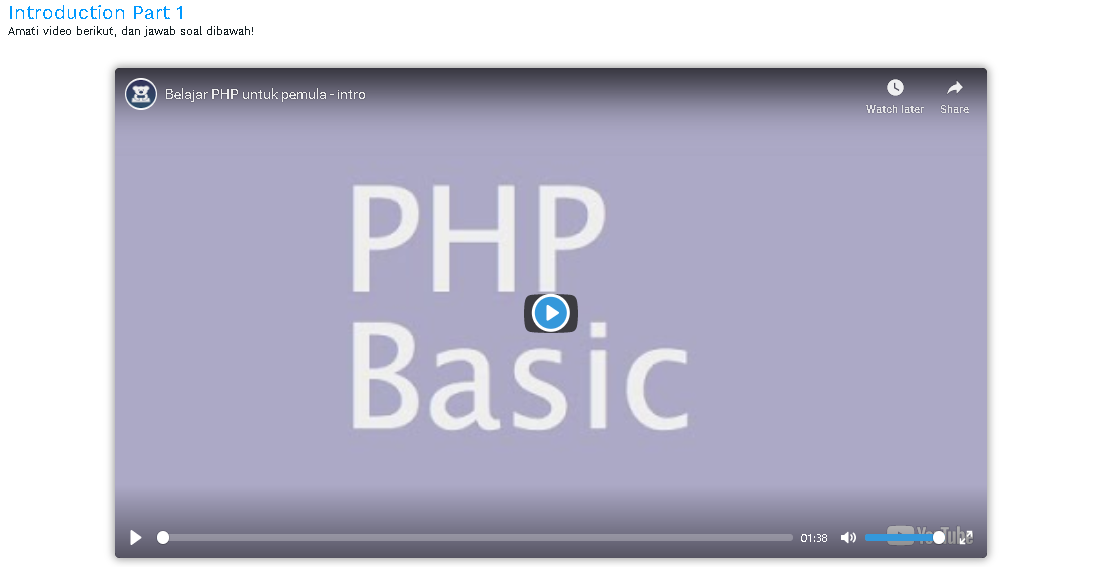 Introduction Part 1
Amati video berikut, dan jawab soal dibawah!
Belajar PHP untuk pemula - intro
Watch later
Share
PHP
Basic
01:38
YouTube